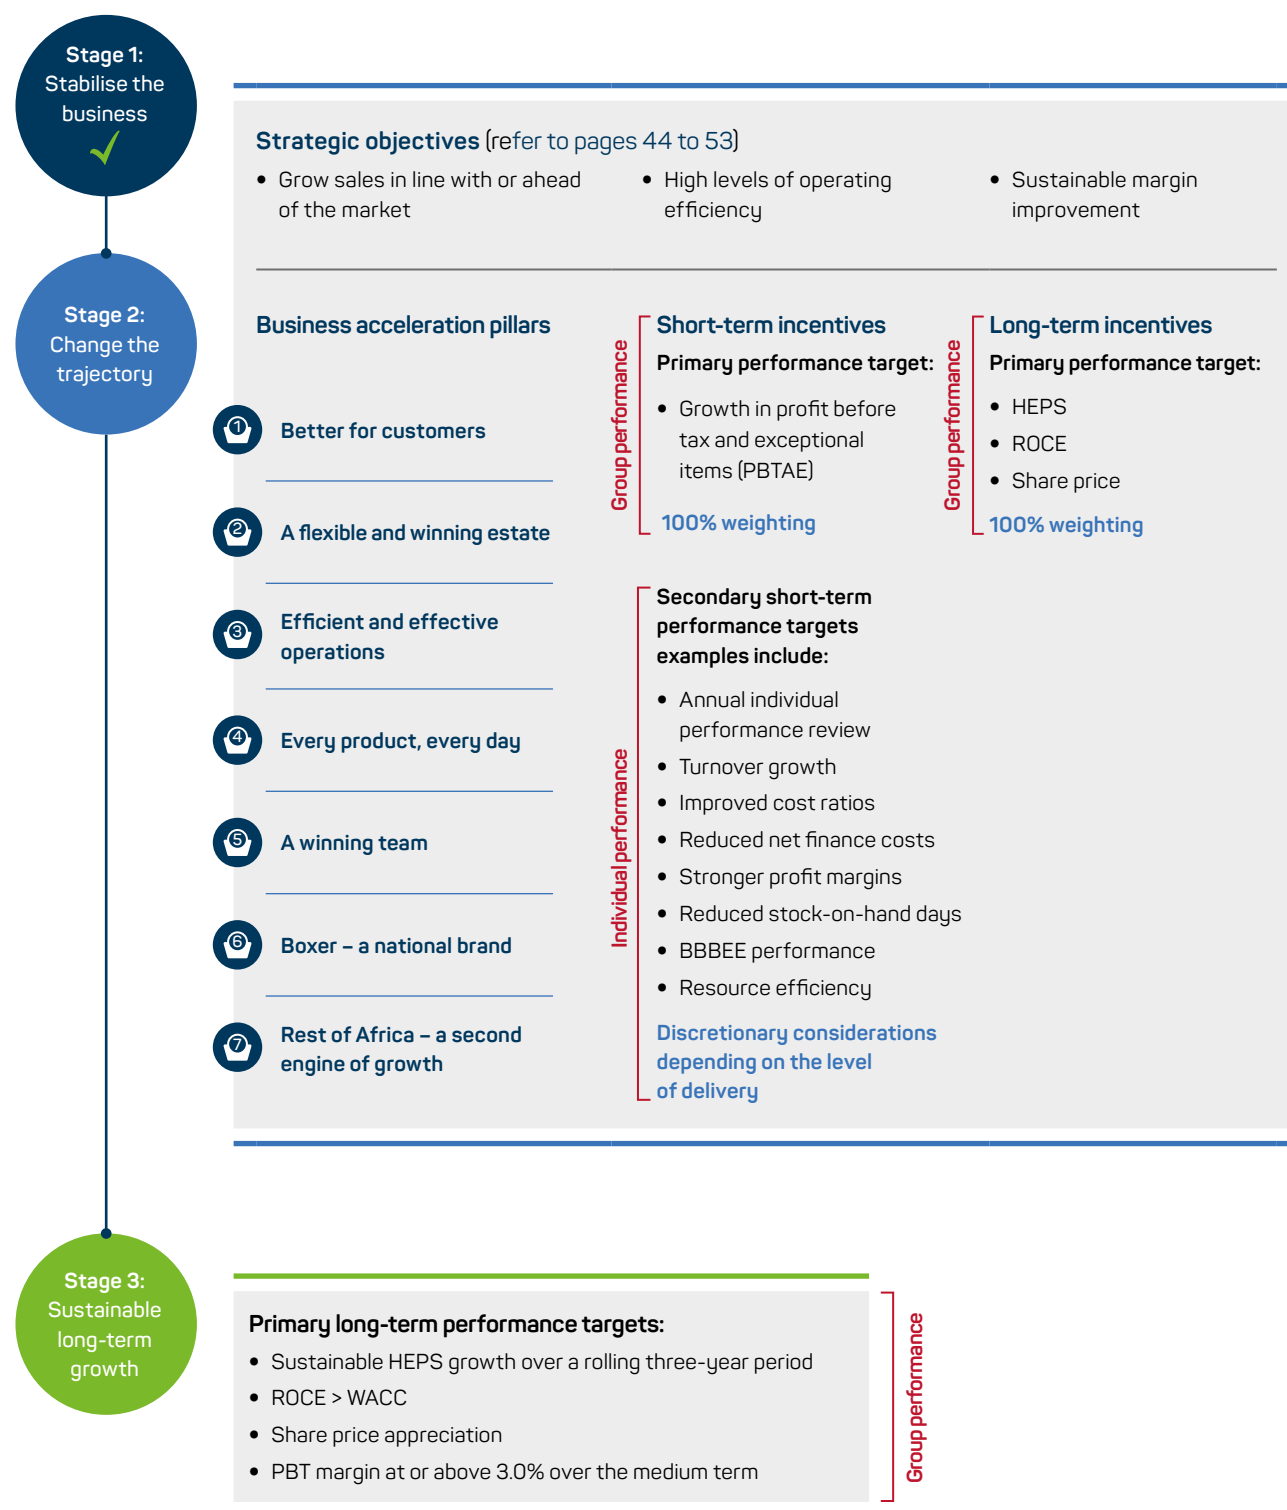 Stage 1:
Stabilise the
business
Strategic objectives (refer to pages 44 to 53)
• Grow sales in line with or ahead
of the market
• High levels of operating
efficiency
• Sustainable margin
improvement
Stage 2:
Change the
trajectory
Business acceleration pillars
1
Better for customers
2
A flexible and winning estate
3
Efficient and effective
operations
4
Every product, every day
5
A winning team
6
Boxer – a national brand
7
Rest of Africa – a second
engine of growth
Group performance
Short-term incentives
Primary performance target:
• Growth in profit before
tax and exceptional
items (PBTAE)
100% weighting
Group performance
Long-term incentives
Primary performance target:
• HEPS
• ROCE
• Share price
100% weighting
Individual performance
Secondary short-term
performance targets
examples include:
• Annual individual
performance review
• Turnover growth
• Improved cost ratios
• Reduced net finance costs
• Stronger profit margins
• Reduced stock-on-hand days
• BBBEE performance
• Resource efficiency
Discretionary considerations
depending on the level
of delivery
Stage 3:
Sustainable
long-term
growth
Primary long-term performance targets:
• Sustainable HEPS growth over a rolling three-year period
• ROCE > WACC
• Share price appreciation
• PBT margin at or above 3.0% over the medium term
Group performance